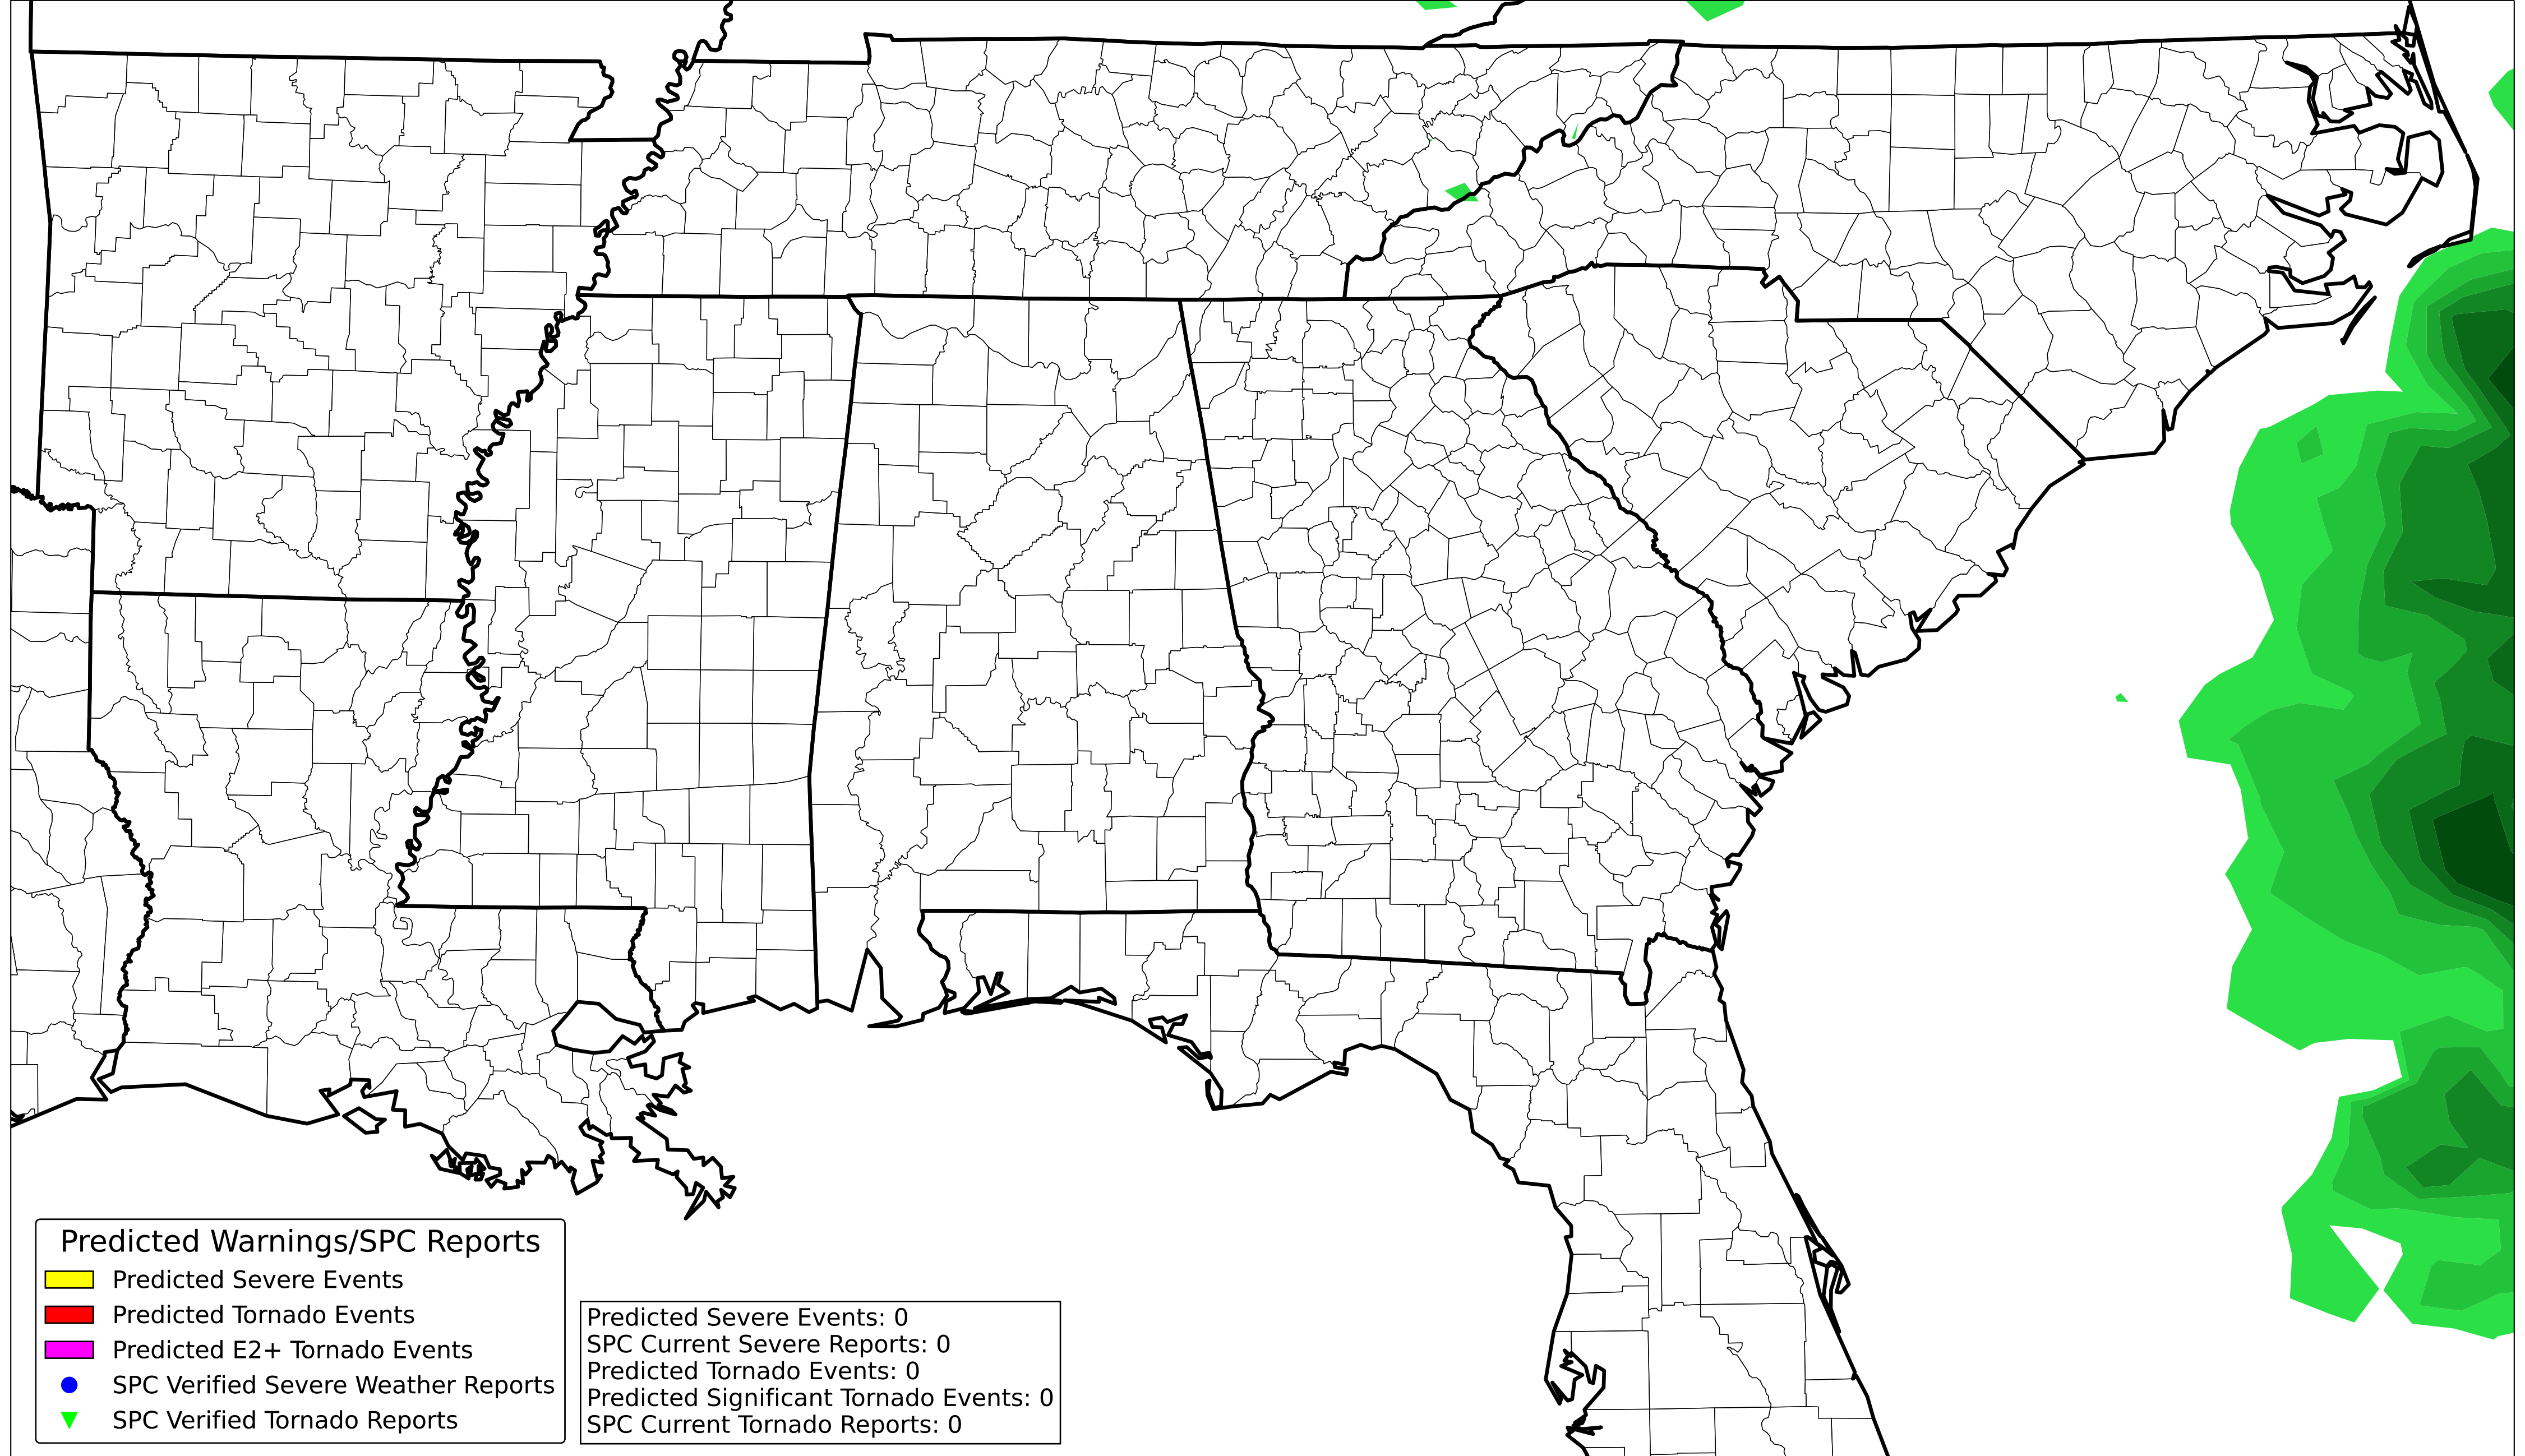 Predicted Warnings/SPC Reports
Predicted Severe Events
Predicted Tornado Events
Predicted E2+ Tornado Events
SPC Verified Severe Weather Reports
SPC Verified Tornado Reports
Predicted Severe Events: 0
SPC Current Severe Reports: 0
Predicted Tornado Events: 0
Predicted Significant Tornado Events: 0
SPC Current Tornado Reports: 0